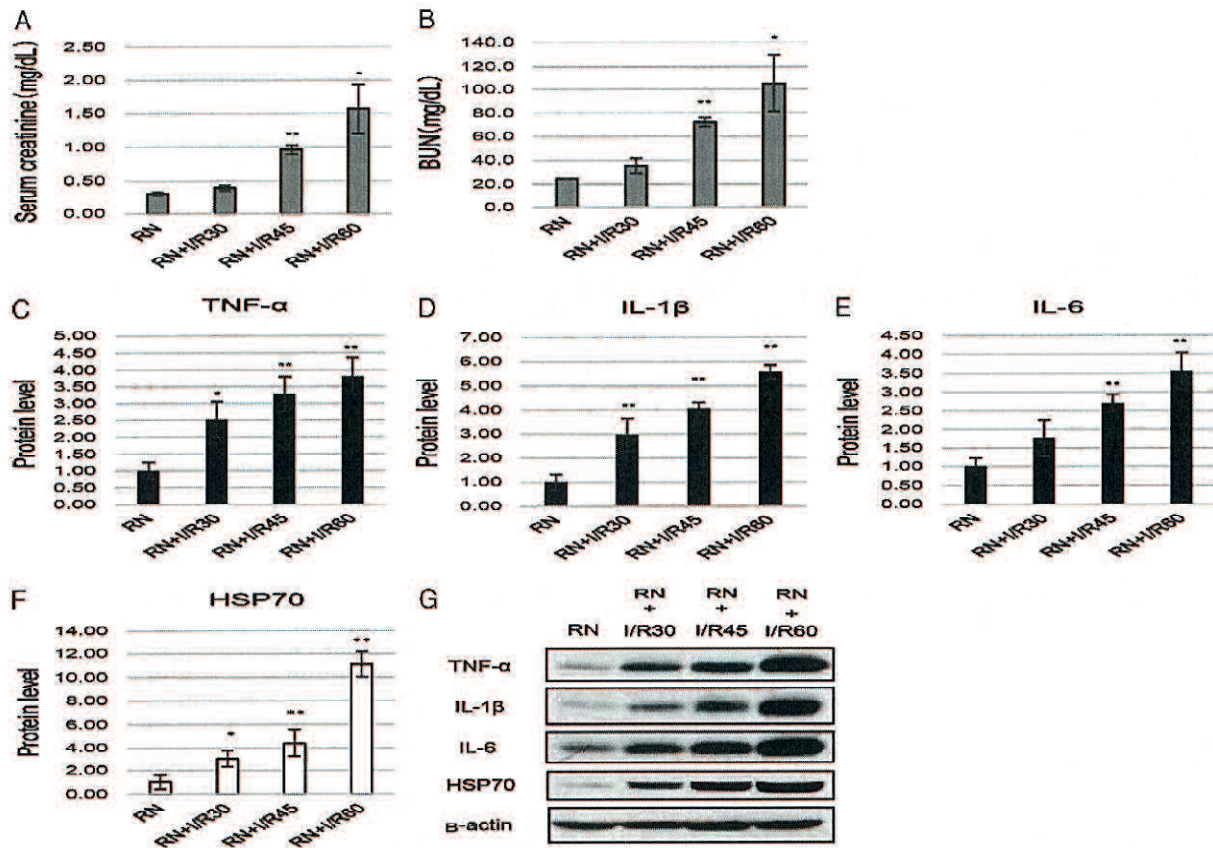 A
Serum creatinine(mg/dL)
2.50
2.00
1.50
1.00
0.50
0.00
**
RN
RN+I/R30
RN+I/R45
RN+I/R60
B
BUN(mg/dL)
140.0
120.0
100.0
80.0
60.0
40.0
20.0
0.0
**
*
RN
RN+I/R30
RN+I/R45
RN+I/R60
C
TNF-α
Protein level
5.00
4.50
4.00
3.50
3.00
2.50
2.00
1.50
1.00
0.50
0.00
*
**
**
RN
RN+I/R30
RN+I/R45
RN+I/R60
D
IL-1β
Protein level
7.00
6.00
5.00
4.00
3.00
2.00
1.00
0.00
**
**
**
RN
RN+I/R30
RN+I/R45
RN+I/R60
E
IL-6
Protein level
4.50
4.00
3.50
3.00
2.50
2.00
1.50
1.00
0.50
0.00
**
**
RN
RN+I/R30
RN+I/R45
RN+I/R60
F
HSP70
Protein level
14.00
12.00
10.00
8.00
6.00
4.00
2.00
0.00
*
**
**
RN
RN+I/R30
RN+I/R45
RN+I/R60
G
RN RN RN
+ + +
RN I/R30 I/R45 I/R60
TNF-α
IL-1β
IL-6
HSP70
B-actin